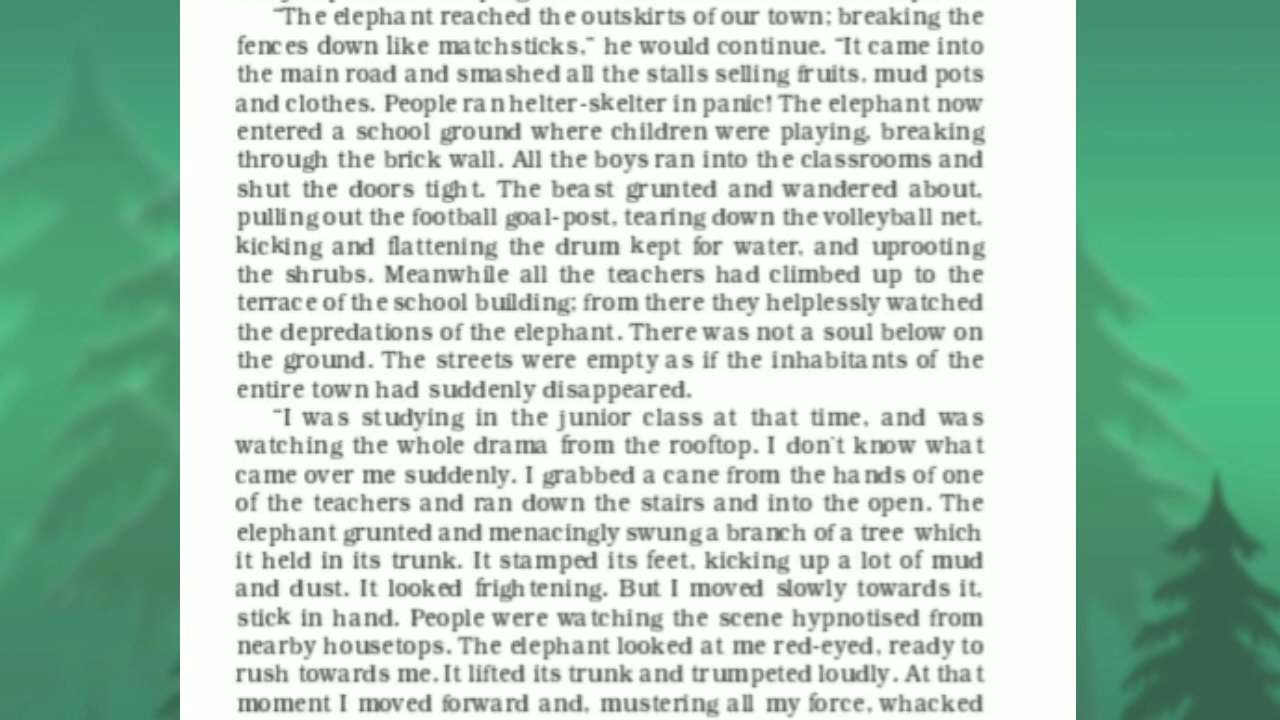 "The elephant reached the outskirts of our town; breaking the
fences down like matchsticks," he would continue. "It came into
the main road and smashed all the stalls selling fruits, mud pots
and clothes. People ran helter-skelter in panic! The elephant now
entered a school ground where children were playing, breaking
through the brick wall. All the boys ran into the classrooms and
shut the doors tight. The beast grunted and wandered about,
pulling out the football goal-post, tearing down the volleyball net,
kicking and flattening the drum kept for water, and uprooting
the shrubs. Meanwhile all the teachers had climbed up to the
terrace of the school building; from there they helplessly watched
the depredations of the elephant. There was not a soul below on
the ground. The streets were empty as if the inhabitants of the
entire town had suddenly disappeared.
"I was studying in the junior class at that time, and was
watching the whole drama from the rooftop. I don't know what
came over me suddenly. I grabbed a cane from the hands of one
of the teachers and ran down the stairs and into the open. The
elephant grunted and menacingly swung a branch of a tree which
it held in its trunk. It stamped its feet, kicking up a lot of mud
and dust. It looked frightening. But I moved slowly towards it,
stick in hand. People were watching the scene hypnotised from
nearby housetops. The elephant looked at me red-eyed, ready to
rush towards me. It lifted its trunk and trumpeted loudly. At that
moment I moved forward and, mustering all my force, whacked